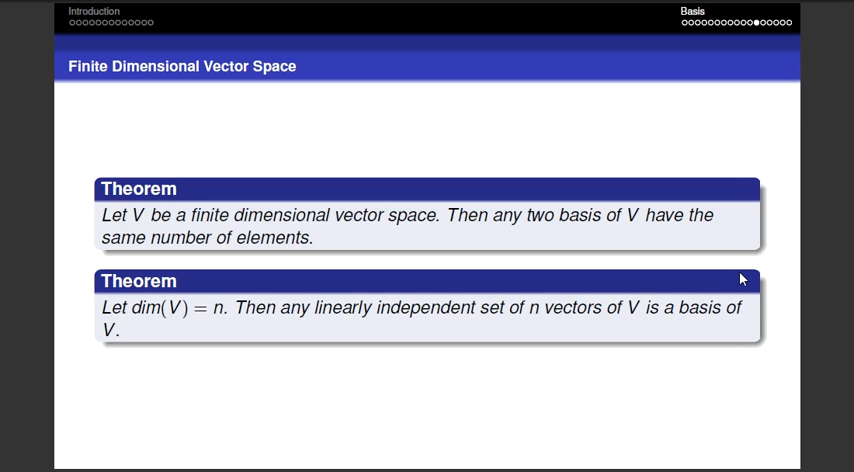 Introduction
Basis
Finite Dimensional Vector Space
Theorem
Let V be a finite dimensional vector space. Then any two basis of V have the
same number of elements.
Theorem
Let dim(V) = n. Then any linearly independent set of n vectors of V is a basis of
V.